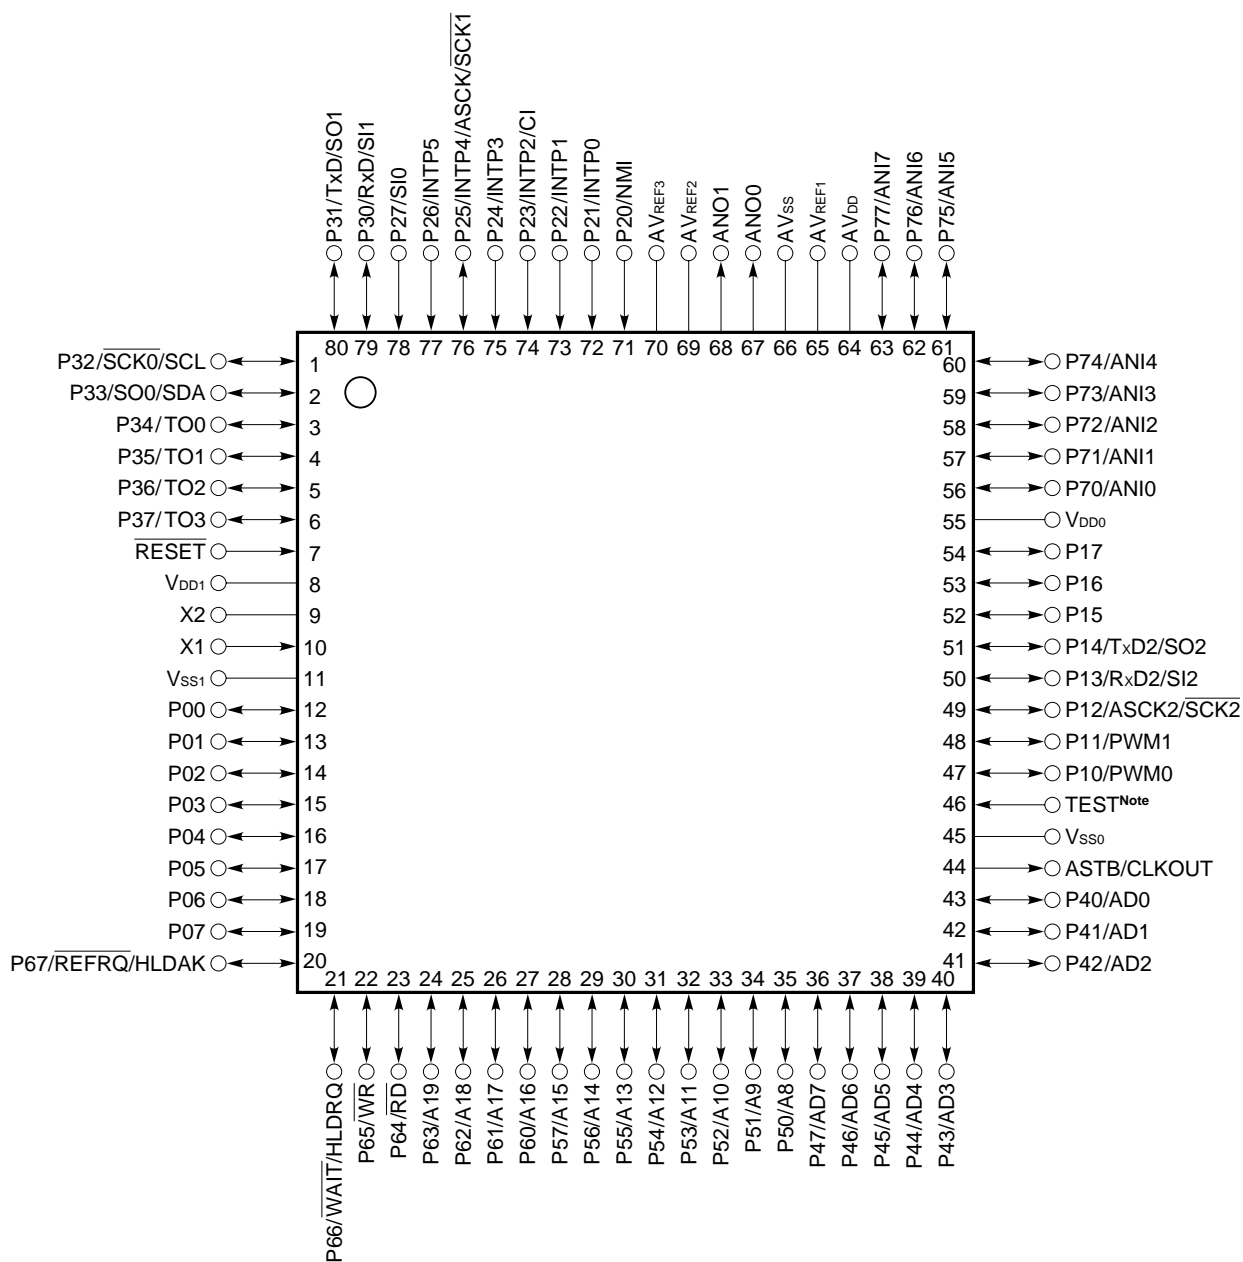 P31/TxD/SO1
P30/RxD/SI1
P27/SI0
P26/INTP5
P25/INTP4/ASCK/SCK1
P24/INTP3
P23/INTP2/CI
P22/INTP1
P21/INTP0
P20/NMI
AVREF3
AVREF2
ANO1
ANO0
AVSS
AVREF1
AVDD
P77/ANI7
P76/ANI6
P75/ANI5
80 79 78 77 76 75 74 73 72 71 70 69 68 67 66 65 64 63 62 61
P32/SCK0/SCL 1
P33/SO0/SDA 2
P34/TO0 3
P35/TO1 4
P36/TO2 5
P37/TO3 6
RESET 7
VDD1 8
X2 9
X1 10
VSS1 11
P00 12
P01 13
P02 14
P03 15
P04 16
P05 17
P06 18
P07 19
P67/REFRQ/HLDAK 20
60 P74/ANI4
59 P73/ANI3
58 P72/ANI2
57 P71/ANI1
56 P70/ANI0
55 VDD0
54 P17
53 P16
52 P15
51 P14/TxD2/SO2
50 P13/RxD2/SI2
49 P12/ASCK2/SCK2
48 P11/PWM1
47 P10/PWM0
46 TESTNote
45 VSS0
44 ASTB/CLKOUT
43 P40/AD0
42 P41/AD1
41 P42/AD2
21 22 23 24 25 26 27 28 29 30 31 32 33 34 35 36 37 38 39 40
P66/WAIT/HLDRQ
P65/WR
P64/RD
P63/A19
P62/A18
P61/A17
P60/A16
P57/A15
P56/A14
P55/A13
P54/A12
P53/A11
P52/A10
P51/A9
P50/A8
P47/AD7
P46/AD6
P45/AD5
P44/AD4
P43/AD3